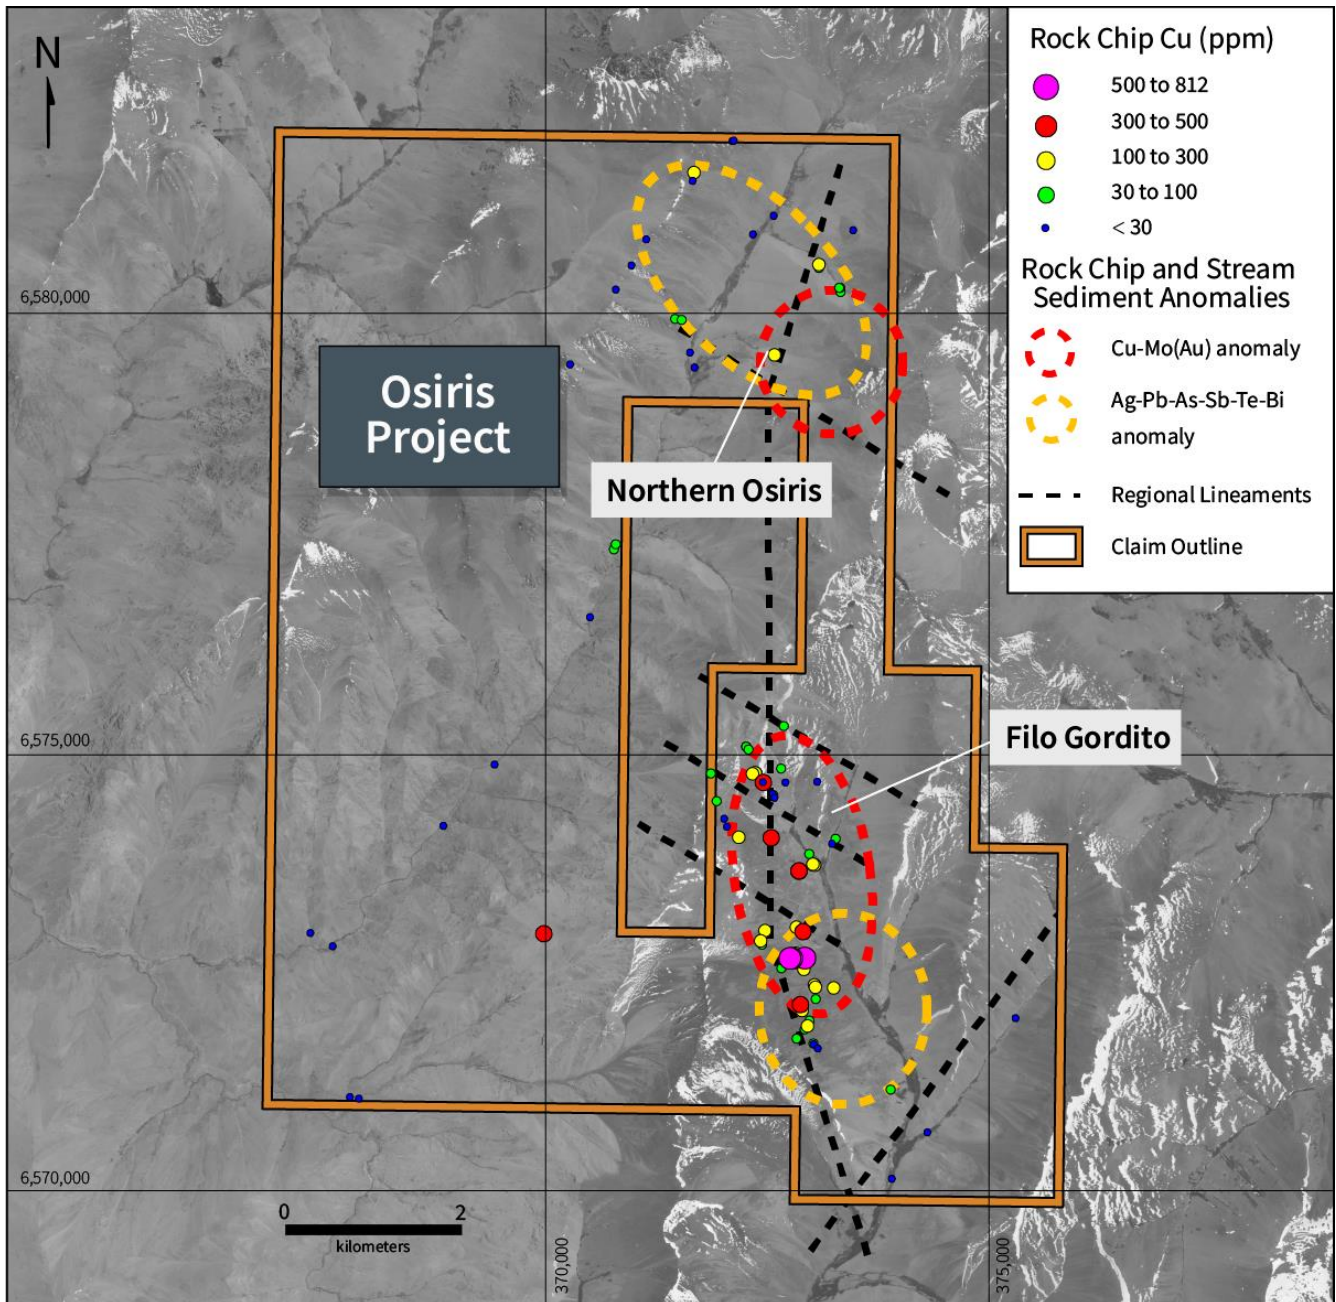 N
Rock Chip Cu (ppm)
500 to 812
300 to 500
100 to 300
30 to 100
< 30
Rock Chip and Stream
Sediment Anomalies
Cu-Mo(Au) anomaly
Ag-Pb-As-Sb-Te-Bi
anomaly
Regional Lineaments
Claim Outline
6,580,000
Osiris
Project
Northern Osiris
Filo Gordito
6,575,000
6,570,000
0 2
kilometers
370,000
375,000